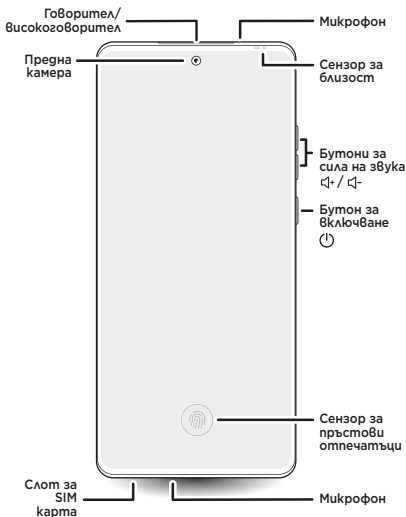 Говорител/
високоговорител
Микрофон
Предна
камера
Сензор за
близост
Бутони за
сила на звука
+ / -
Бутон за
включване
Сензор за
пръстови
отпечатъци
Слот за
SIM
карта
Микрофон